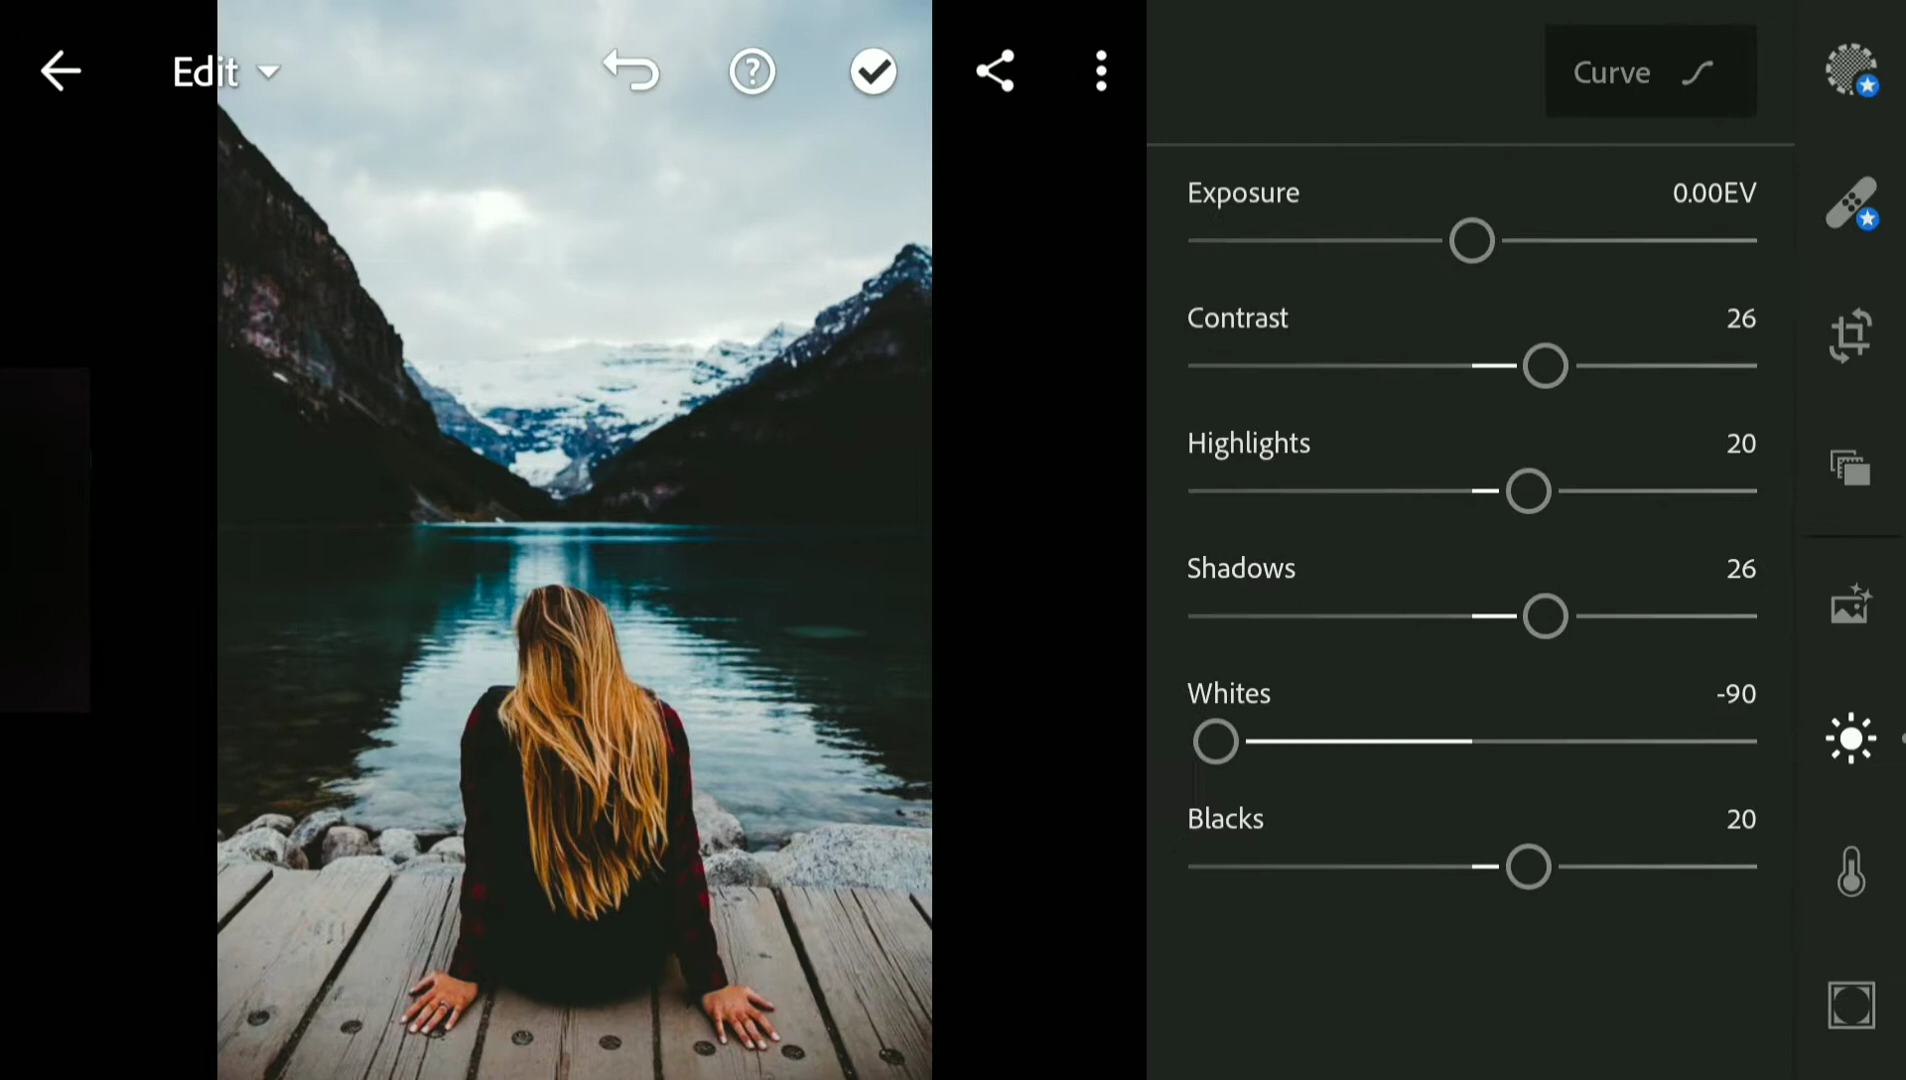 Edit
Curve
Exposure 0.00EV
Contrast 26
Highlights 20
Shadows 26
Whites -90
Blacks 20